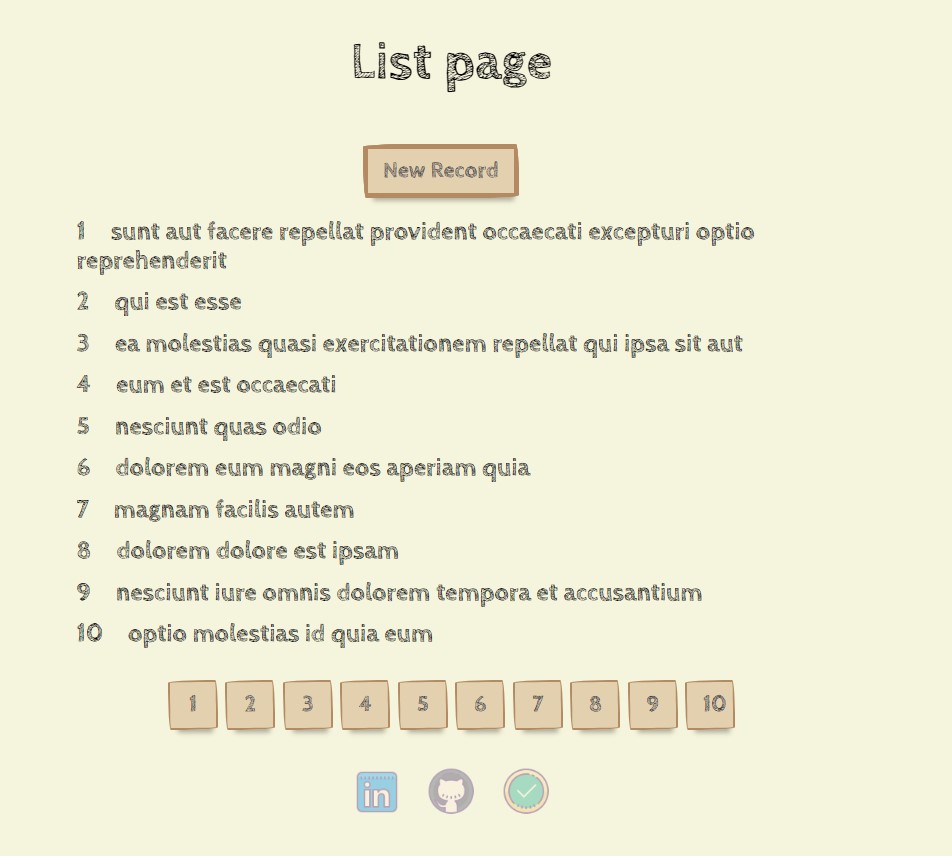 List page
New Record
1 sunt aut facere repellat provident occaecati excepturi optio
reprehenderit
2 qui est esse
3 ea molestias quasi exercitationem repellat qui ipsa sit aut
4 eum et est occaecati
5 nesciunt quas odio
6 dolorem eum magni eos aperiam quia
7 magnam facilis autem
8 dolorem dolore est ipsam
9 nesciunt iure omnis dolorem tempora et accusantium
10 optio molestias id quia eum
1 2 3 4 5 6 7 8 9 10
in